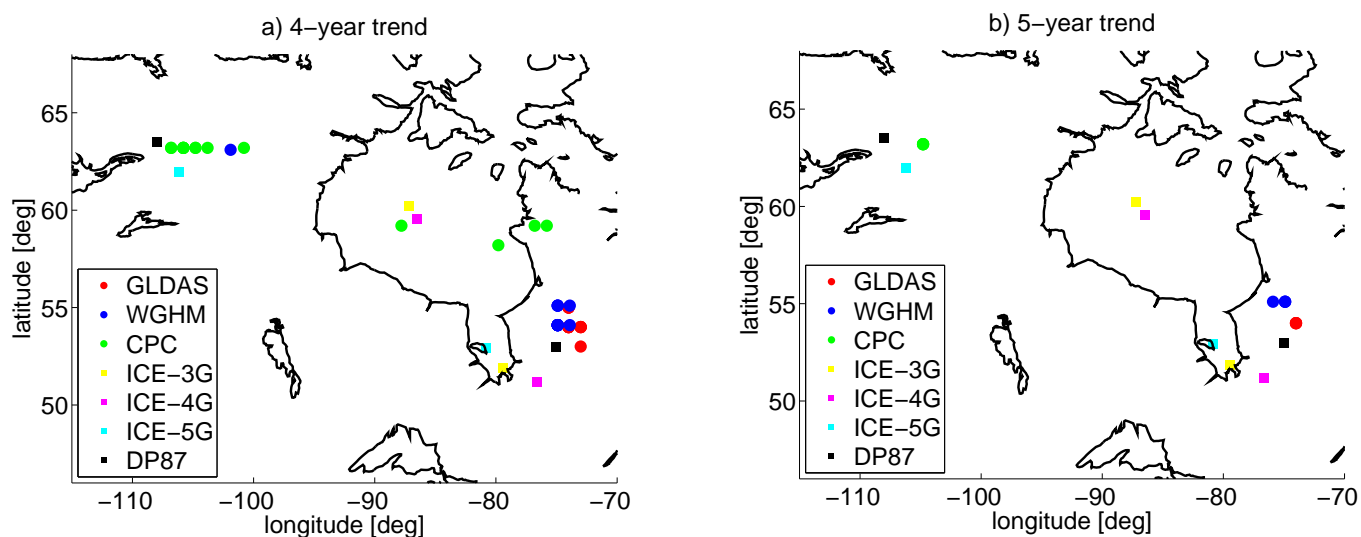 a) 4−year trend
65
60
55
50
latitude [deg]
GLDAS
WGHM
CPC
ICE−3G
ICE−4G
ICE−5G
DP87
−110 −100 −90 −80 −70
longitude [deg]
b) 5−year trend
65
60
55
50
latitude [deg]
GLDAS
WGHM
CPC
ICE−3G
ICE−4G
ICE−5G
DP87
−110 −100 −90 −80 −70
longitude [deg]